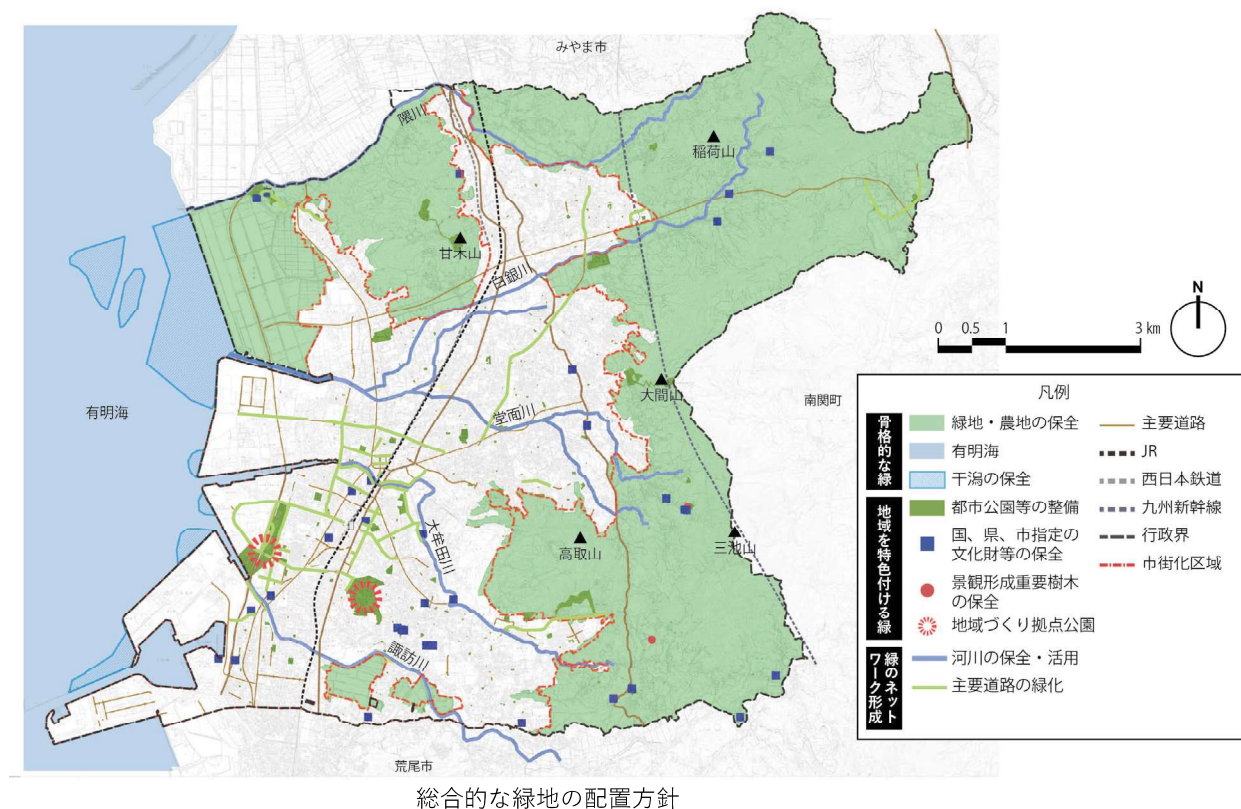 みやま市
隈川
稲荷山
甘木山
白銀川
N
0 0.5 1 3 km
有明海
大間山
南関町
堂面川
大牟田川
高取山
三池山
諏訪川
荒尾市
凡例
骨格的な緑
緑地・農地の保全
有明海
干潟の保全
地域を特色付ける緑
都市公園等の整備
国、県、市指定の
文化財等の保全
景観形成重要樹木
の保全
地域づくり拠点公園
緑のネット
ワーク形成
河川の保全・活用
主要道路の緑化
主要道路
JR
西日本鉄道
九州新幹線
行政界
市街化区域
総合的な緑地の配置方針